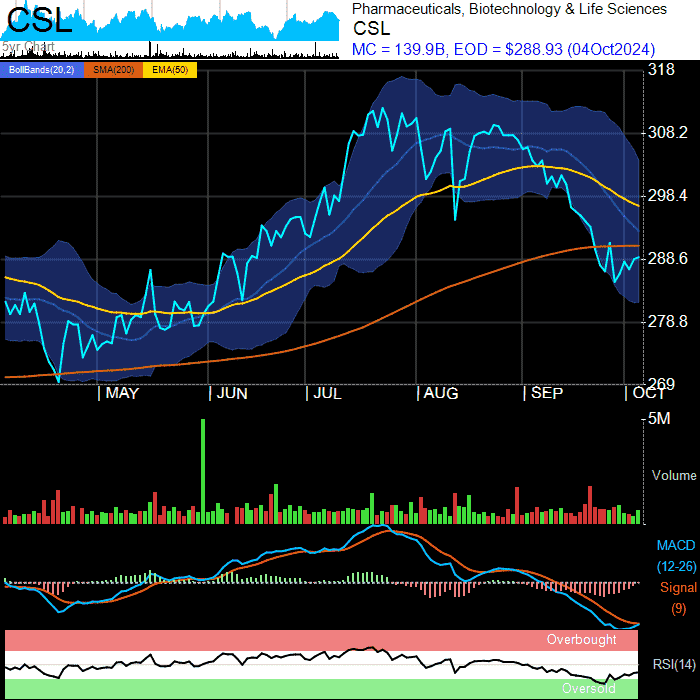 CSL
5yr Chart
Pharmaceuticals, Biotechnology & Life Sciences
CSL
MC = 139.9B, EOD = $288.93 (04Oct2024)
BollBands(20,2) SMA(200) EMA(50)
318
308.2
298.4
288.6
278.8
269
MAY JUN JUL AUG SEP OCT
5M
Volume
MACD
(12-26)
Signal
(9)
Overbought
RSI(14)
Oversold